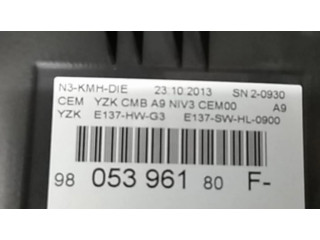 N3-KMH-DIE 23.10.2013 SN 2-0930
CEM YZK CMB A9 NIV3 CEM00 A9
YZK E137-HW-G3 E137-SW-HL-0900
98 053 961 80 F-